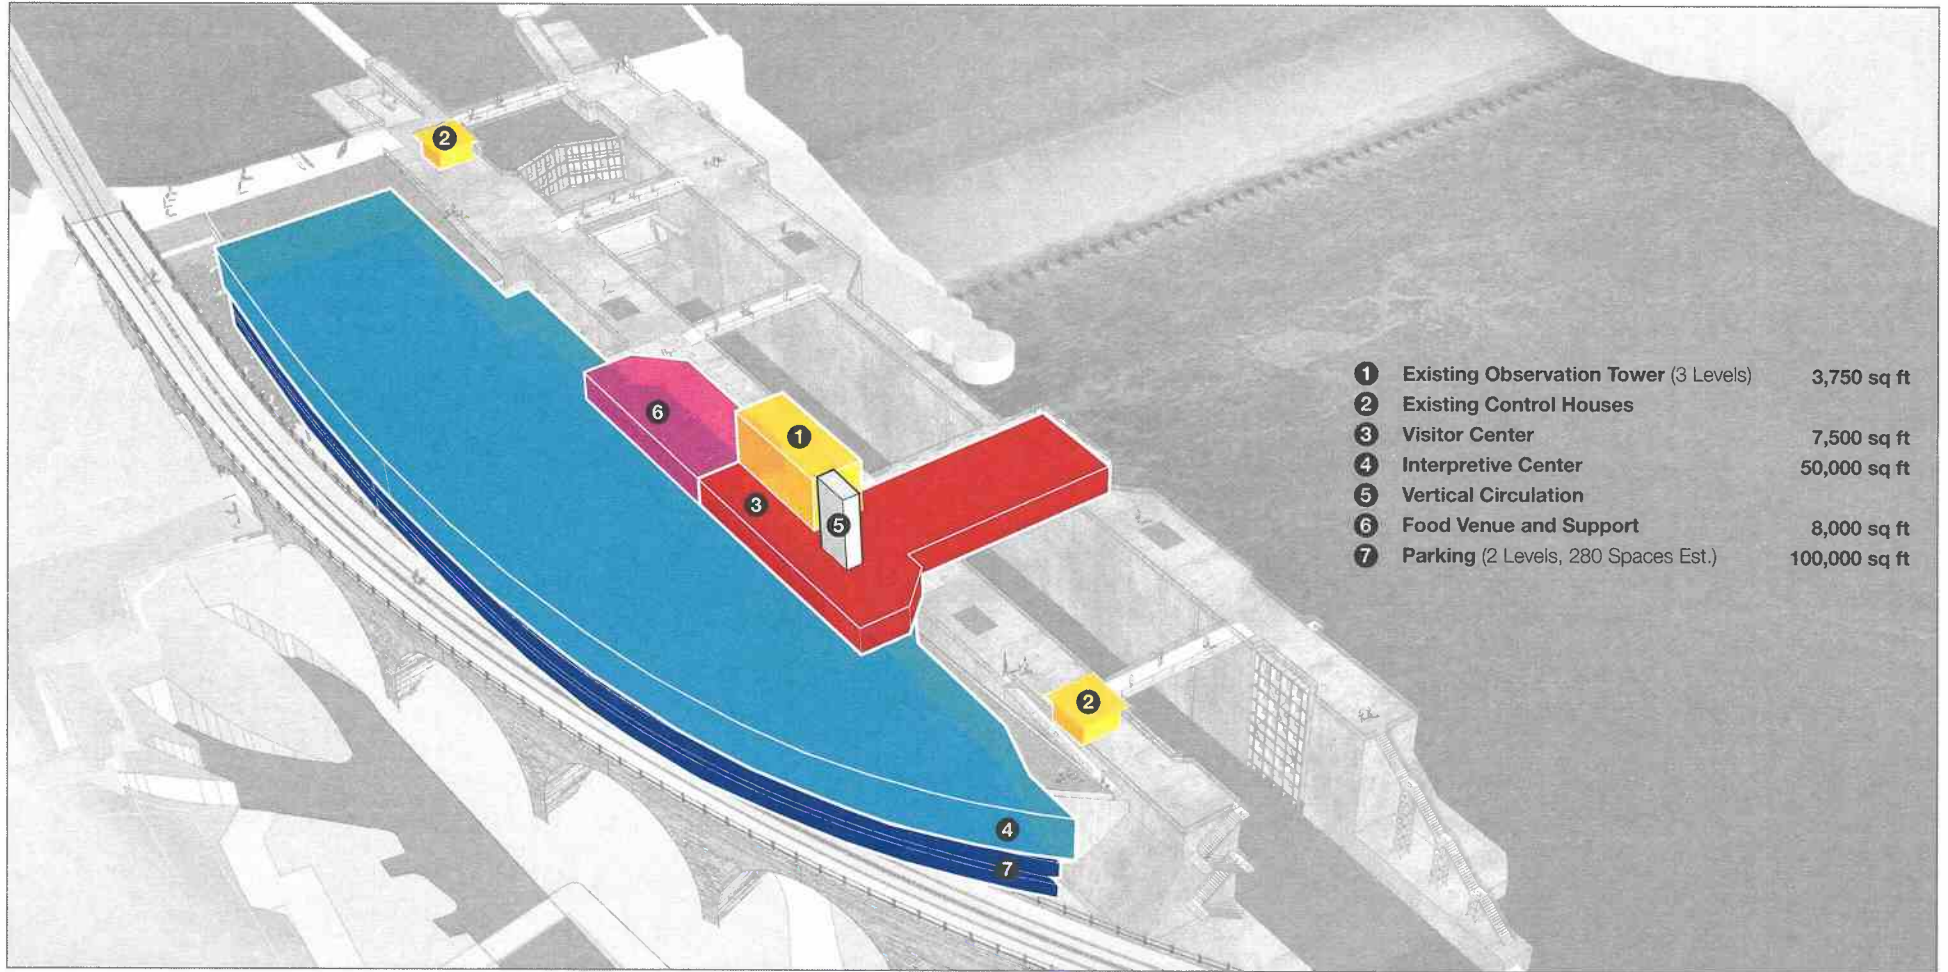 2
6
1
3
5
2
4
7
1 Existing Observation Tower (3 Levels) 3,750 sq ft
2 Existing Control Houses
3 Visitor Center 7,500 sq ft
4 Interpretive Center 50,000 sq ft
5 Vertical Circulation
6 Food Venue and Support 8,000 sq ft
7 Parking (2 Levels, 280 Spaces Est.) 100,000 sq ft